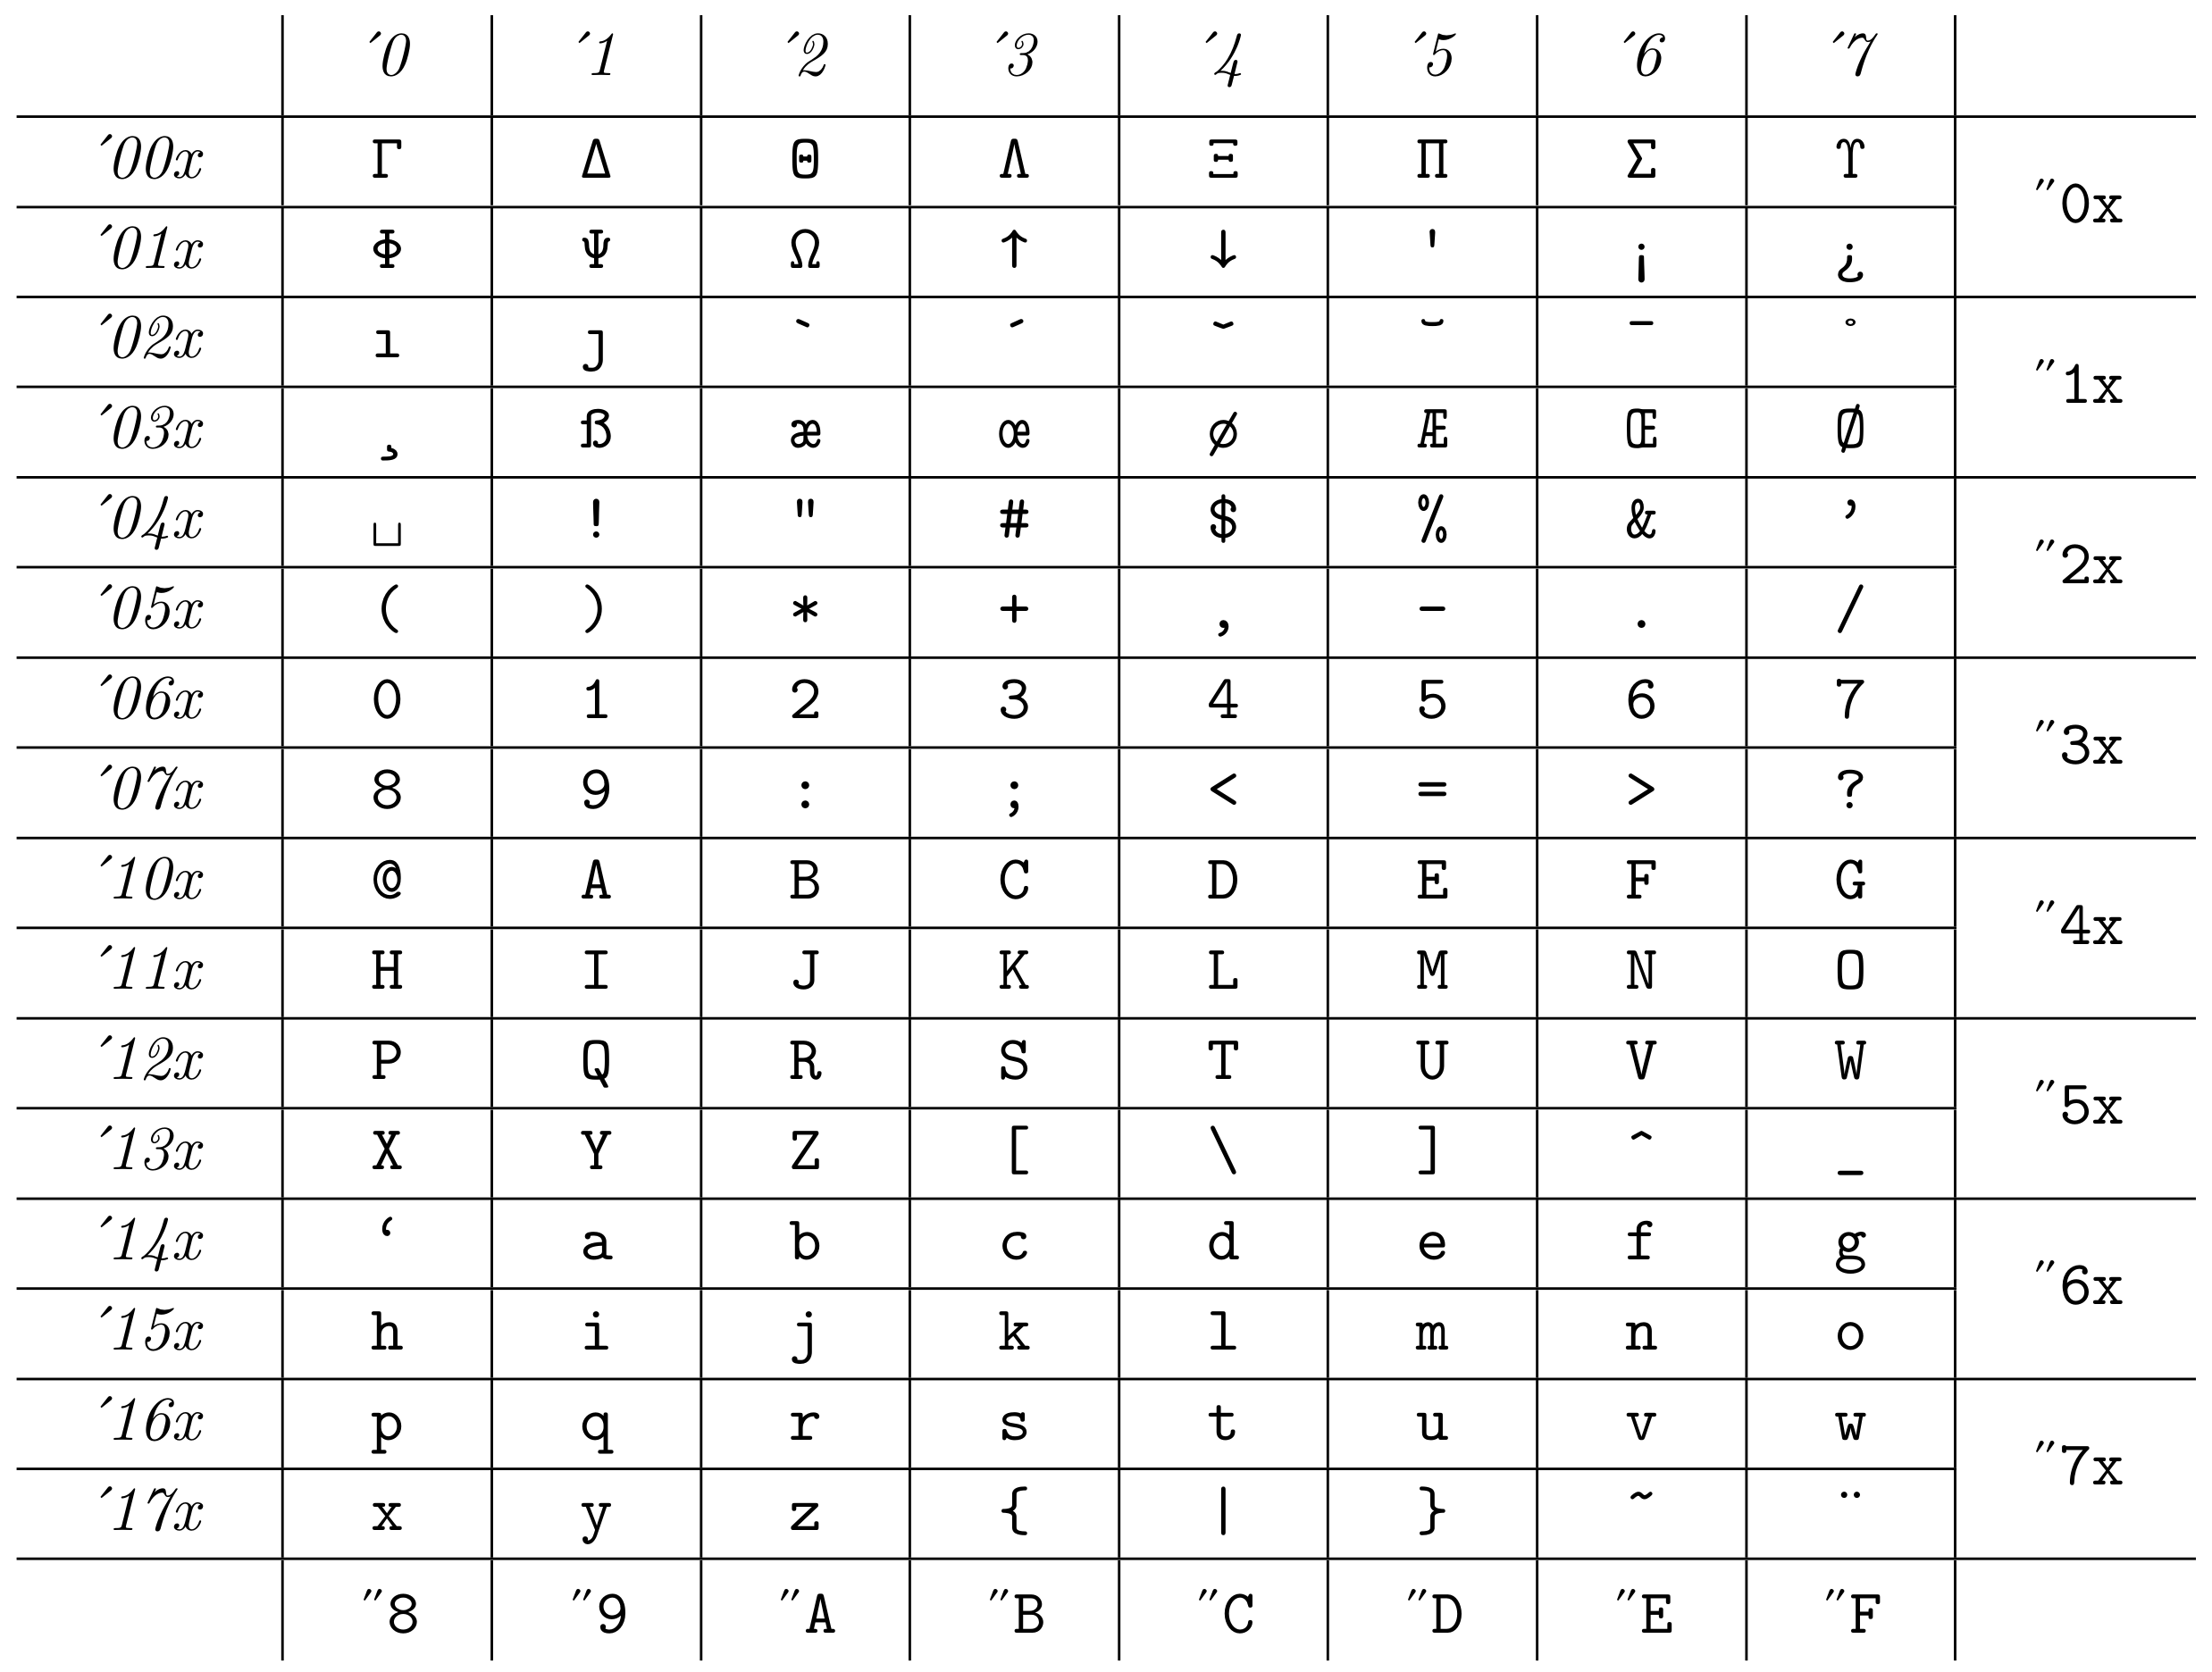 ´0 ´1 ´2 ´3 ´4 ´5 ´6 ´7
´00x Γ Δ Θ Λ Ξ Π Σ ϒ ˝0x
´01x Φ Ψ Ω ↑ ↓ ' ¡ ¿
´02x ı ȷ ` ´ ˇ ˘ ¯ ˚ ˝1x
´03x ¸ ß æ œ ø Æ Œ Ø
´04x ␣ ! " # $ % & ’ ˝2x
´05x ( ) * + , - . /
´06x 0 1 2 3 4 5 6 7 ˝3x
´07x 8 9 : ; < = > ?
´10x @ A B C D E F G ˝4x
´11x H I J K L M N O
´12x P Q R S T U V W ˝5x
´13x X Y Z [ \ ] ^ _
´14x ‘ a b c d e f g ˝6x
´15x h i j k l m n o
´16x p q r s t u v w ˝7x
´17x x y z { | } ~ ¨
˝8 ˝9 ˝A ˝B ˝C ˝D ˝E ˝F